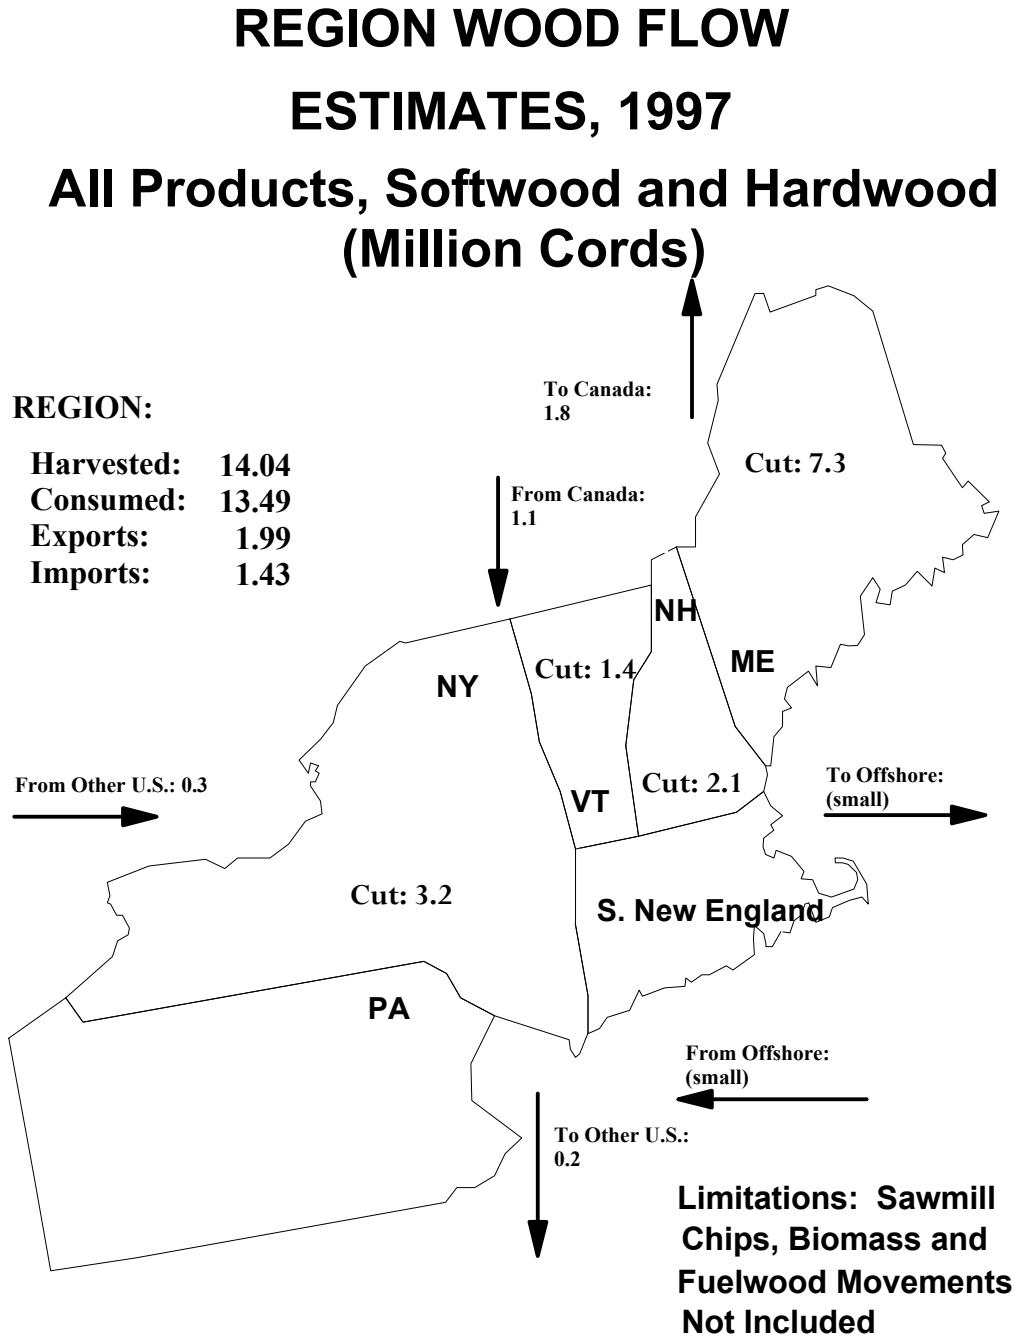 REGION WOOD FLOW
ESTIMATES, 1997
All Products, Softwood and Hardwood
(Million Cords)
To Canada:
1.8
REGION:
Harvested: 14.04
Consumed: 13.49
Exports: 1.99
Imports: 1.43
Cut: 7.3
From Canada:
1.1
NH
ME
Cut: 1.4
NY
From Other U.S.: 0.3
VT
Cut: 2.1
To Offshore:
(small)
Cut: 3.2
S. New England
PA
From Offshore:
(small)
To Other U.S.:
0.2
Limitations: Sawmill
Chips, Biomass and
Fuelwood Movements
Not Included